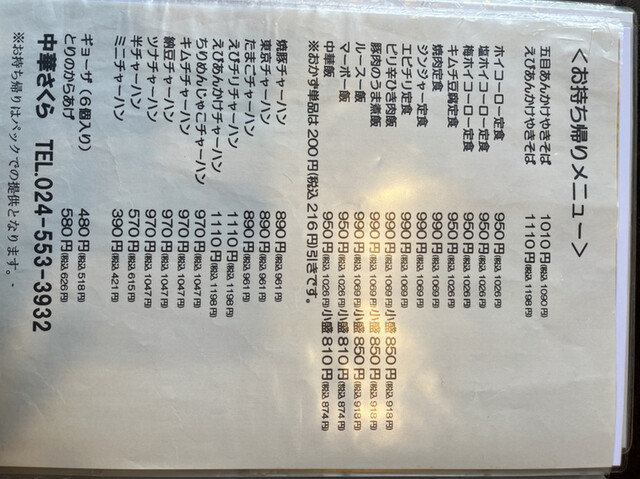 <お持ち帰りメニュー>
五目あんかけやきそば 1010円(税込 1090円)
えびあんかけやきそば 1110円(税込 1198円)
ホイコーロー定食 950円(税込 1026円)
塩ホイコーロー定食 950円(税込 1026円)
梅ホイコーロー定食 950円(税込 1026円)
キムチ豆腐定食 950円(税込 1026円)
焼肉定食 990円(税込 1069円)
ジンジャー定食 990円(税込 1069円)
エビチリ定食 990円(税込 1069円)
ピリ辛ひき肉飯 990円(税込 1069円) 小盛 850円(税込 918円)
豚肉のうま煮飯 990円(税込 1069円) 小盛 850円(税込 918円)
ルースー飯 990円(税込 1069円) 小盛 850円(税込 918円)
マーボー飯 950円(税込 1026円) 小盛 810円(税込 874円)
中華飯 950円(税込 1026円) 小盛 810円(税込 874円)
※おかず単品は 200円(税込 216円)引きです。
焼豚チャーハン 890円(税込 961円)
東京チャーハン 890円(税込 961円)
たまごチャーハン 890円(税込 961円)
えびチリチャーハン 1110円(税込 1198円)
えびあんかけチャーハン 1110円(税込 1198円)
ちりめんじゃこチャーハン 970円(税込 1047円)
キムチチャーハン 970円(税込 1047円)
納豆チャーハン 970円(税込 1047円)
ツナチャーハン 970円(税込 1047円)
半チャーハン 570円(税込 615円)
ミニチャーハン 390円(税込 421円)
ギョーザ(6個入り) 480円(税込 518円)
とりのからあげ 580円(税込 626円)
中華さくら TEL.024-553-3932
※お持ち帰りはパックでの提供となります。